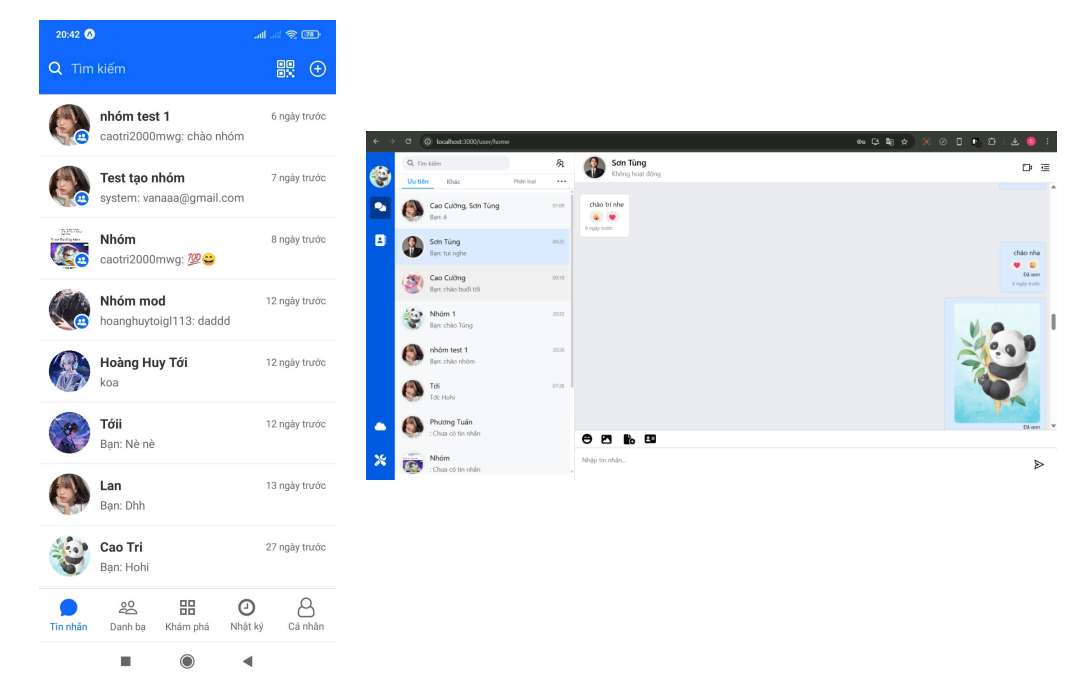 20:42
78
Tìm kiếm
nhóm test 1
6 ngày trước
caotri2000mwg: chào nhóm
Test tạo nhóm
7 ngày trước
system: vanaaa@gmail.com
Nhóm
8 ngày trước
caotri2000mwg: 💯😄
Nhóm mod
12 ngày trước
hoanghuytoigl113: daddd
Hoàng Huy Tới
12 ngày trước
koa
Tớii
12 ngày trước
Bạn: Nè nè
Lan
13 ngày trước
Bạn: Dhh
Cao Tri
27 ngày trước
Bạn: Hohi
Tin nhắn
Danh bạ
Khám phá
Nhật ký
Cá nhân
localhost:3000/user/home
Tìm kiếm
Ưu tiên
Khác
Phân loại
Cao Cường, Sơn Tùng
01:09
Bạn: ê
Sơn Tùng
00:35
Bạn: tui nghe
Cao Cường
00:18
Bạn: chào buổi tối
Nhóm 1
20:52
Bạn: chào Tùng
nhóm test 1
Bạn: chào nhóm
Tới
07:38
Tới: Hohi
Phương Tuấn
: Chưa có tin nhắn
Nhóm
: Chưa có tin nhắn
Sơn Tùng
Không hoạt động
chào trí nhe
6 ngày trước
chào nha
Đã xem
6 ngày trước
Đã xem
Nhập tin nhắn...